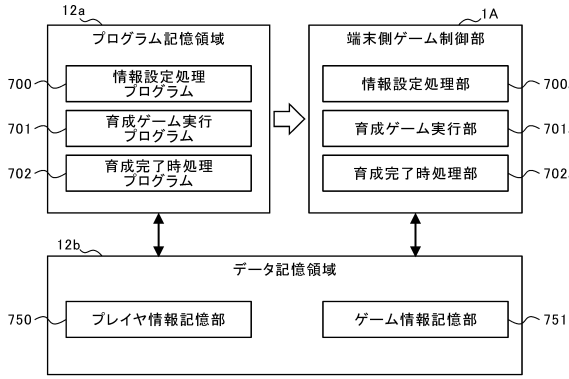 12a
プログラム記憶領域
700
情報設定処理
プログラム
701
育成ゲーム実行
プログラム
702
育成完了時処理
プログラム
1A
端末側ゲーム制御部
情報設定処理部
700
育成ゲーム実行部
701
育成完了時処理部
702
12b
データ記憶領域
750
プレイヤ情報記憶部
ゲーム情報記憶部
751